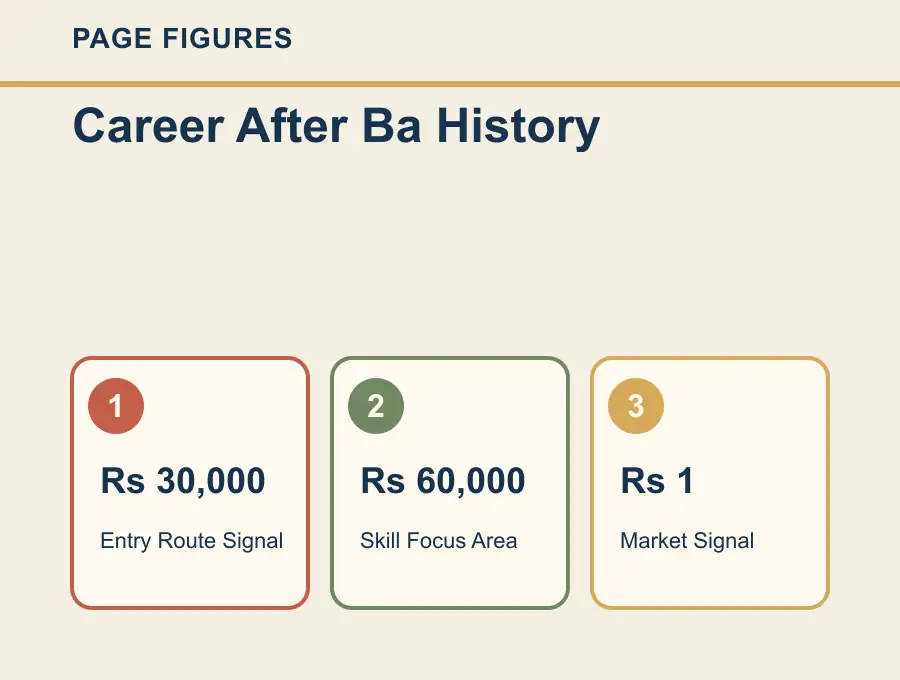 PAGE FIGURES
Career After Ba History
1
Rs 30,000
Entry Route Signal
2
Rs 60,000
Skill Focus Area
3
Rs 1
Market Signal